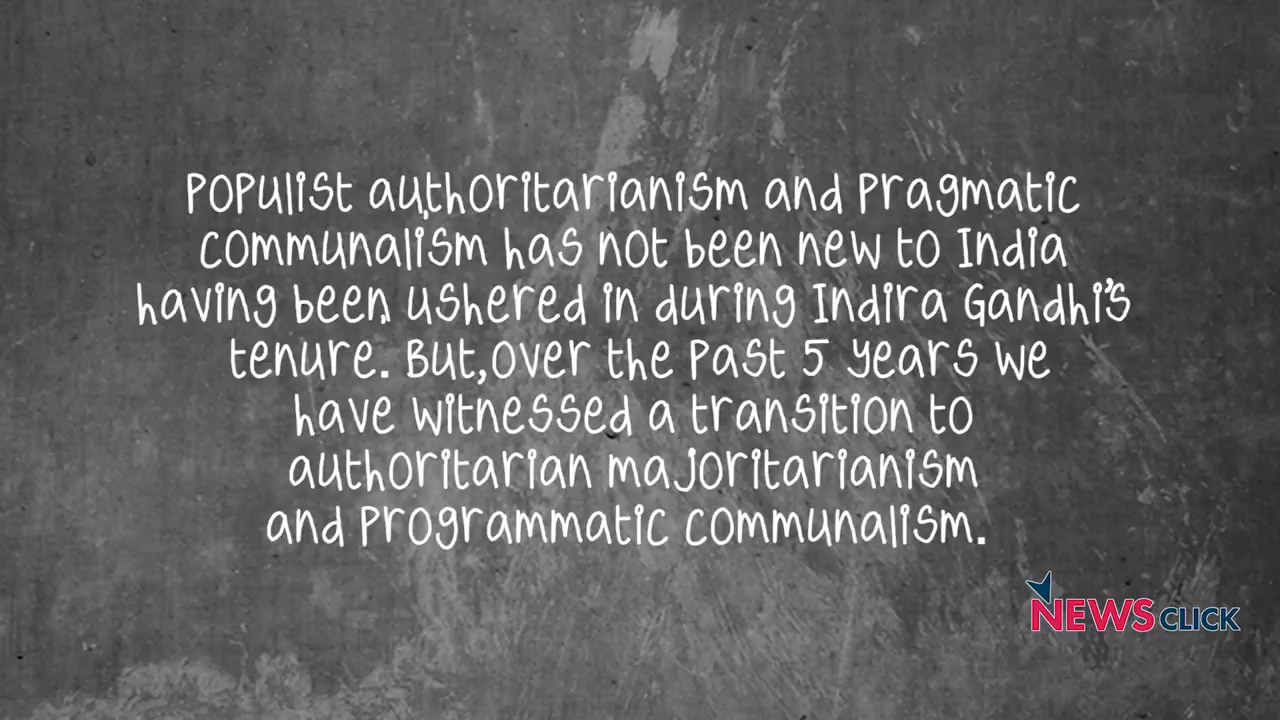 Populist authoritarianism and pragmatic
communalism has not been new to India
having been ushered in during Indira Gandhi's
tenure. But,over the past 5 years we
have witnessed a transition to
authoritarian majoritarianism
and programmatic communalism.
NEWSCLICK